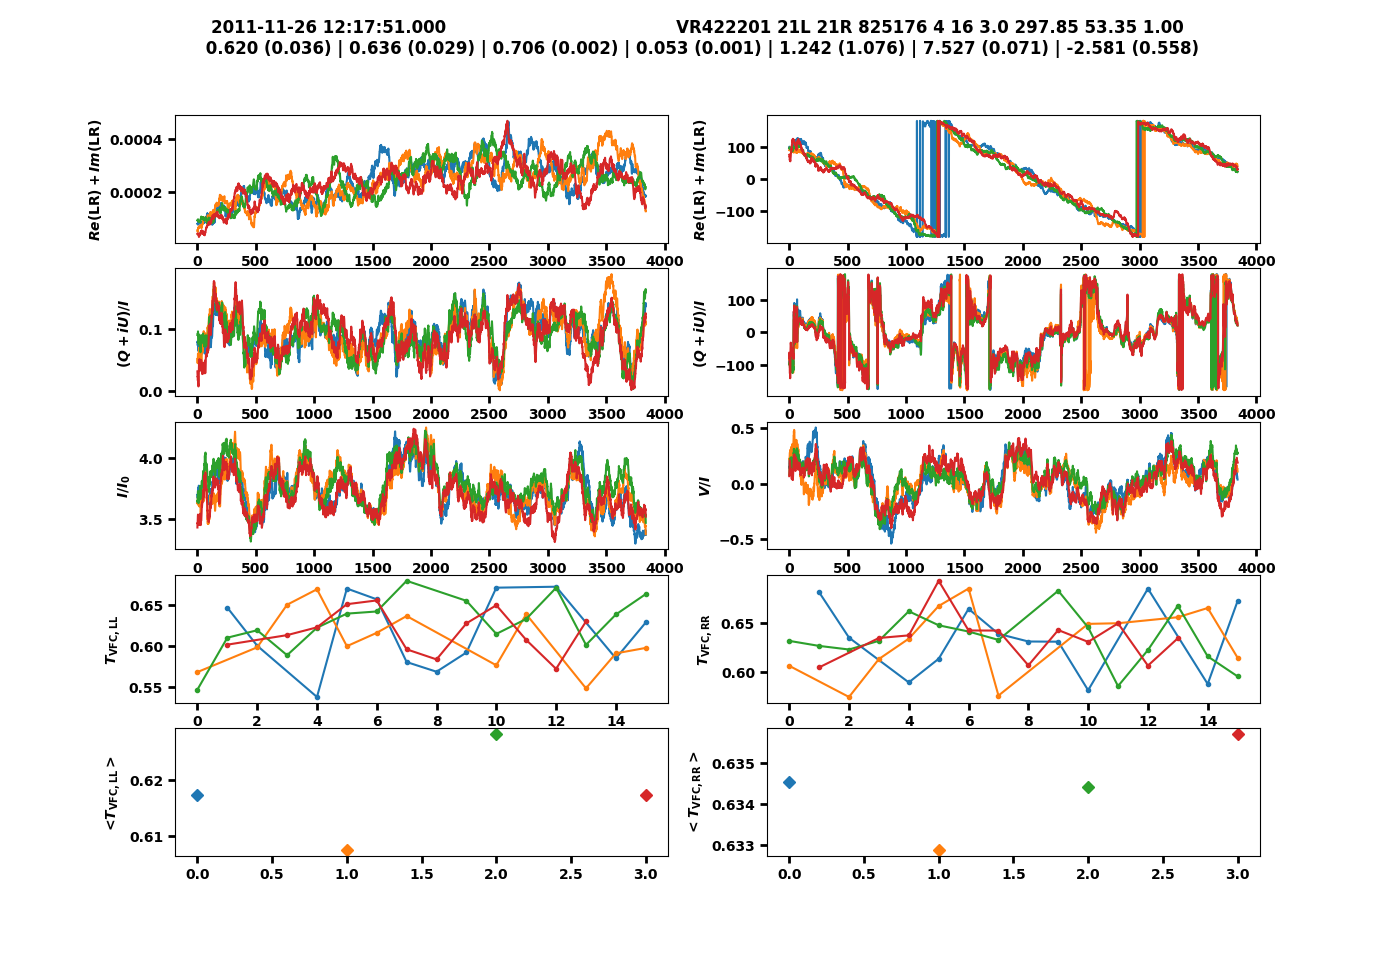 2011-11-26 12:17:51.000 VR422201 21L 21R 825176 4 16 3.0 297.85 53.35 1.00
0.620 (0.036) | 0.636 (0.029) | 0.706 (0.002) | 0.053 (0.001) | 1.242 (1.076) | 7.527 (0.071) | -2.581 (0.558)
Re(LR) + Im(LR)
0.0004
0.0002
0 500 1000 1500 2000 2500 3000 3500 4000
Re(LR) + Im(LR)
100
0
−100
0 500 1000 1500 2000 2500 3000 3500 4000
(Q + iU)/I
0.1
0.0
0 500 1000 1500 2000 2500 3000 3500 4000
(Q + iU)/I
100
0
−100
0 500 1000 1500 2000 2500 3000 3500 4000
I/I0
4.0
3.5
0 500 1000 1500 2000 2500 3000 3500 4000
V/I
0.5
0.0
−0.5
0 500 1000 1500 2000 2500 3000 3500 4000
TVFC, LL
0.65
0.60
0.55
0 2 4 6 8 10 12 14
TVFC, RR
0.65
0.60
0 2 4 6 8 10 12 14
<TVFC, LL >
0.62
0.61
0.0 0.5 1.0 1.5 2.0 2.5 3.0
< TVFC, RR >
0.635
0.634
0.633
0.0 0.5 1.0 1.5 2.0 2.5 3.0